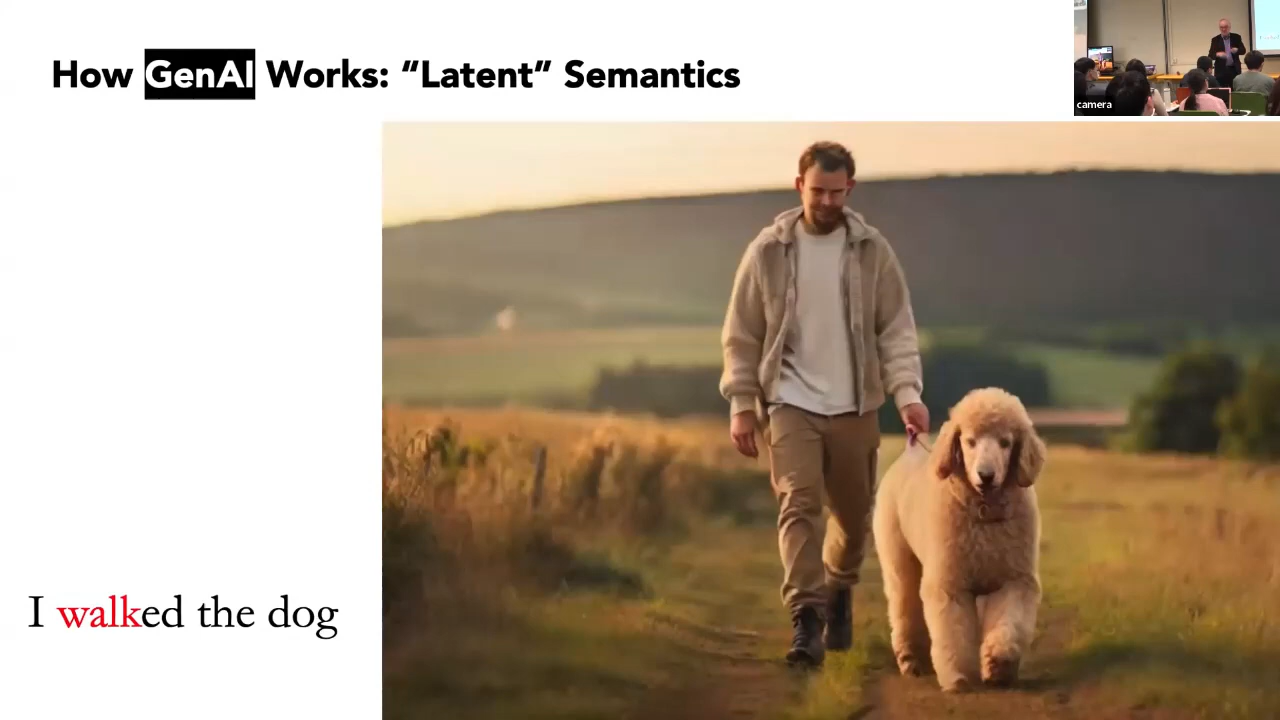 How GenAI Works: “Latent” Semantics
camera
I walked the dog